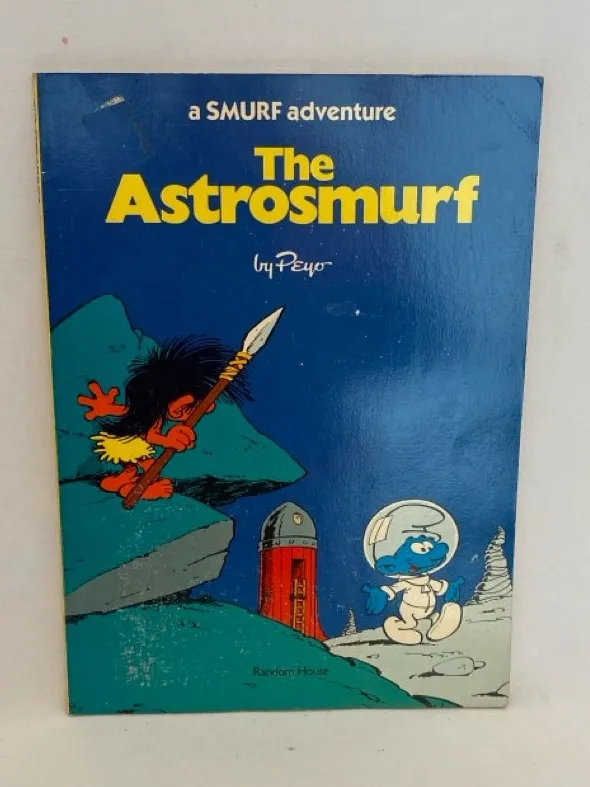 a SMURF adventure
The
Astrosmurf
by Peyo
Random House